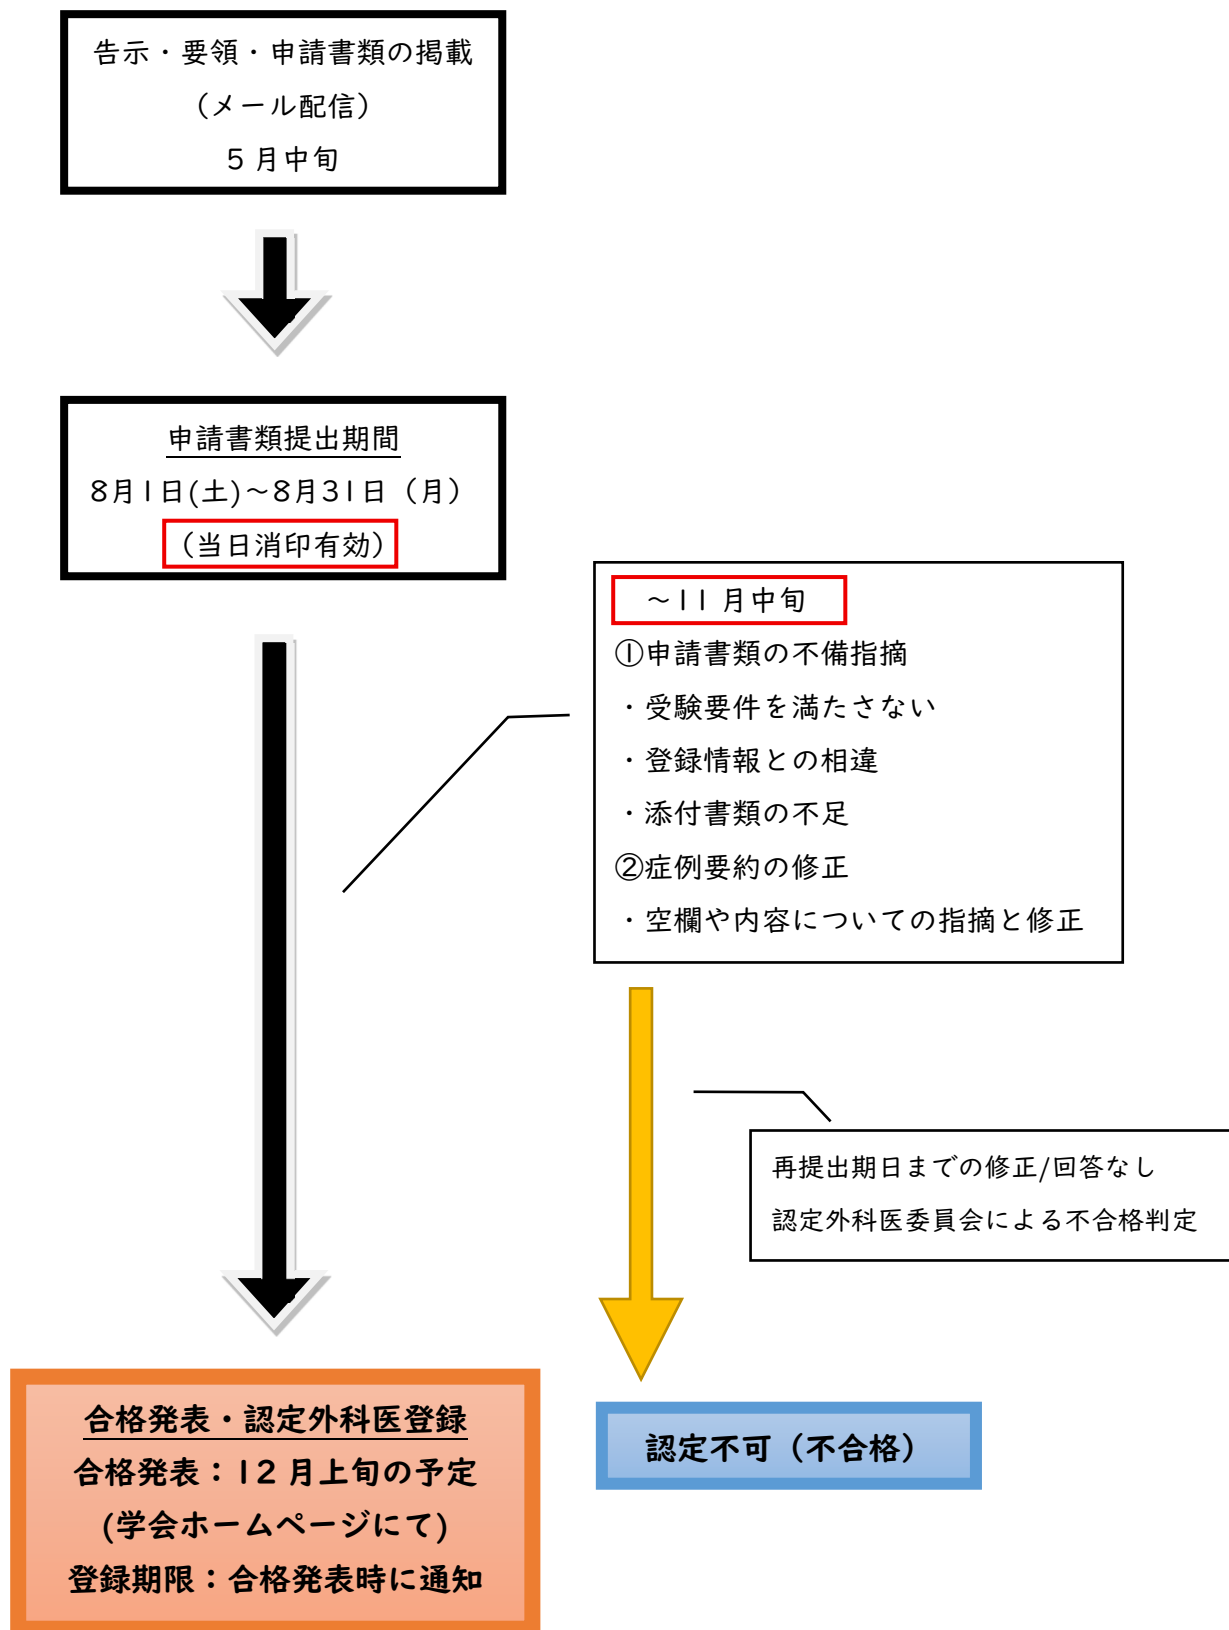 告示・要領・申請書類の掲載
（メール配信）
5月中旬
申請書類提出期間
8月1日(土)～8月31日（月）
（当日消印有効）
～11月中旬
①申請書類の不備指摘
・受験要件を満たさない
・登録情報との相違
・添付書類の不足
②症例要約の修正
・空欄や内容についての指摘と修正
再提出期日までの修正/回答なし
認定外科医委員会による不合格判定
合格発表・認定外科医登録
合格発表：12月上旬の予定
(学会ホームページにて)
登録期限：合格発表時に通知
認定不可（不合格）